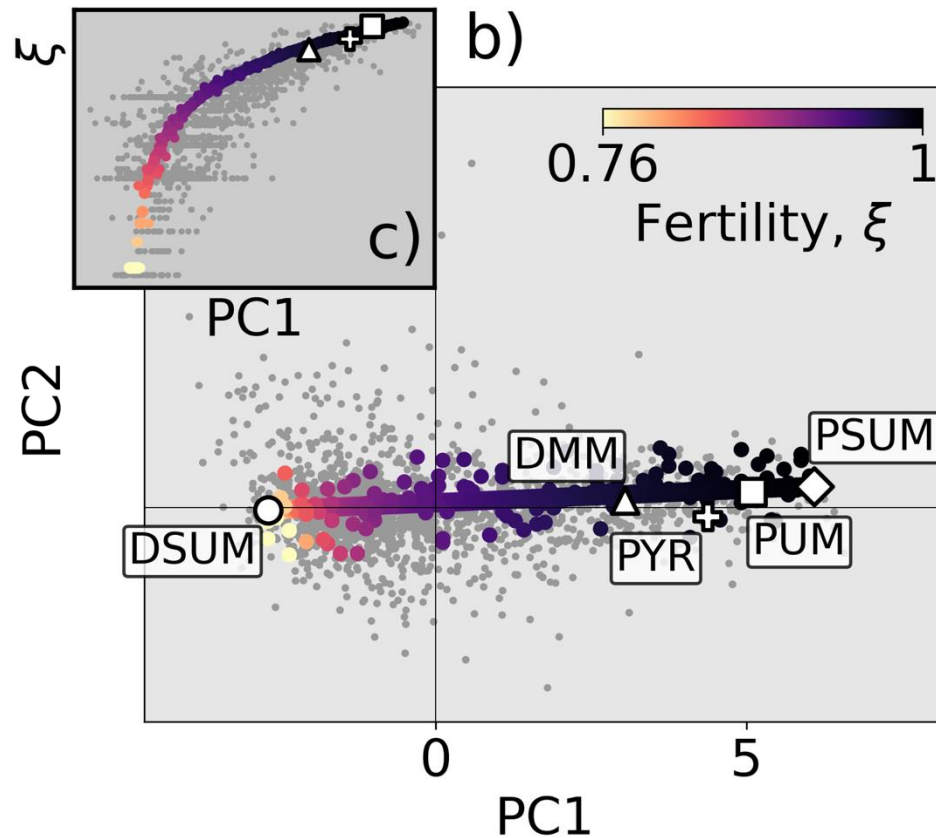 ξ
b)
0.76 1
Fertility, ξ
c)
PC1
PC2
DMM
PSUM
DSUM
PYR
PUM
0 5
PC1